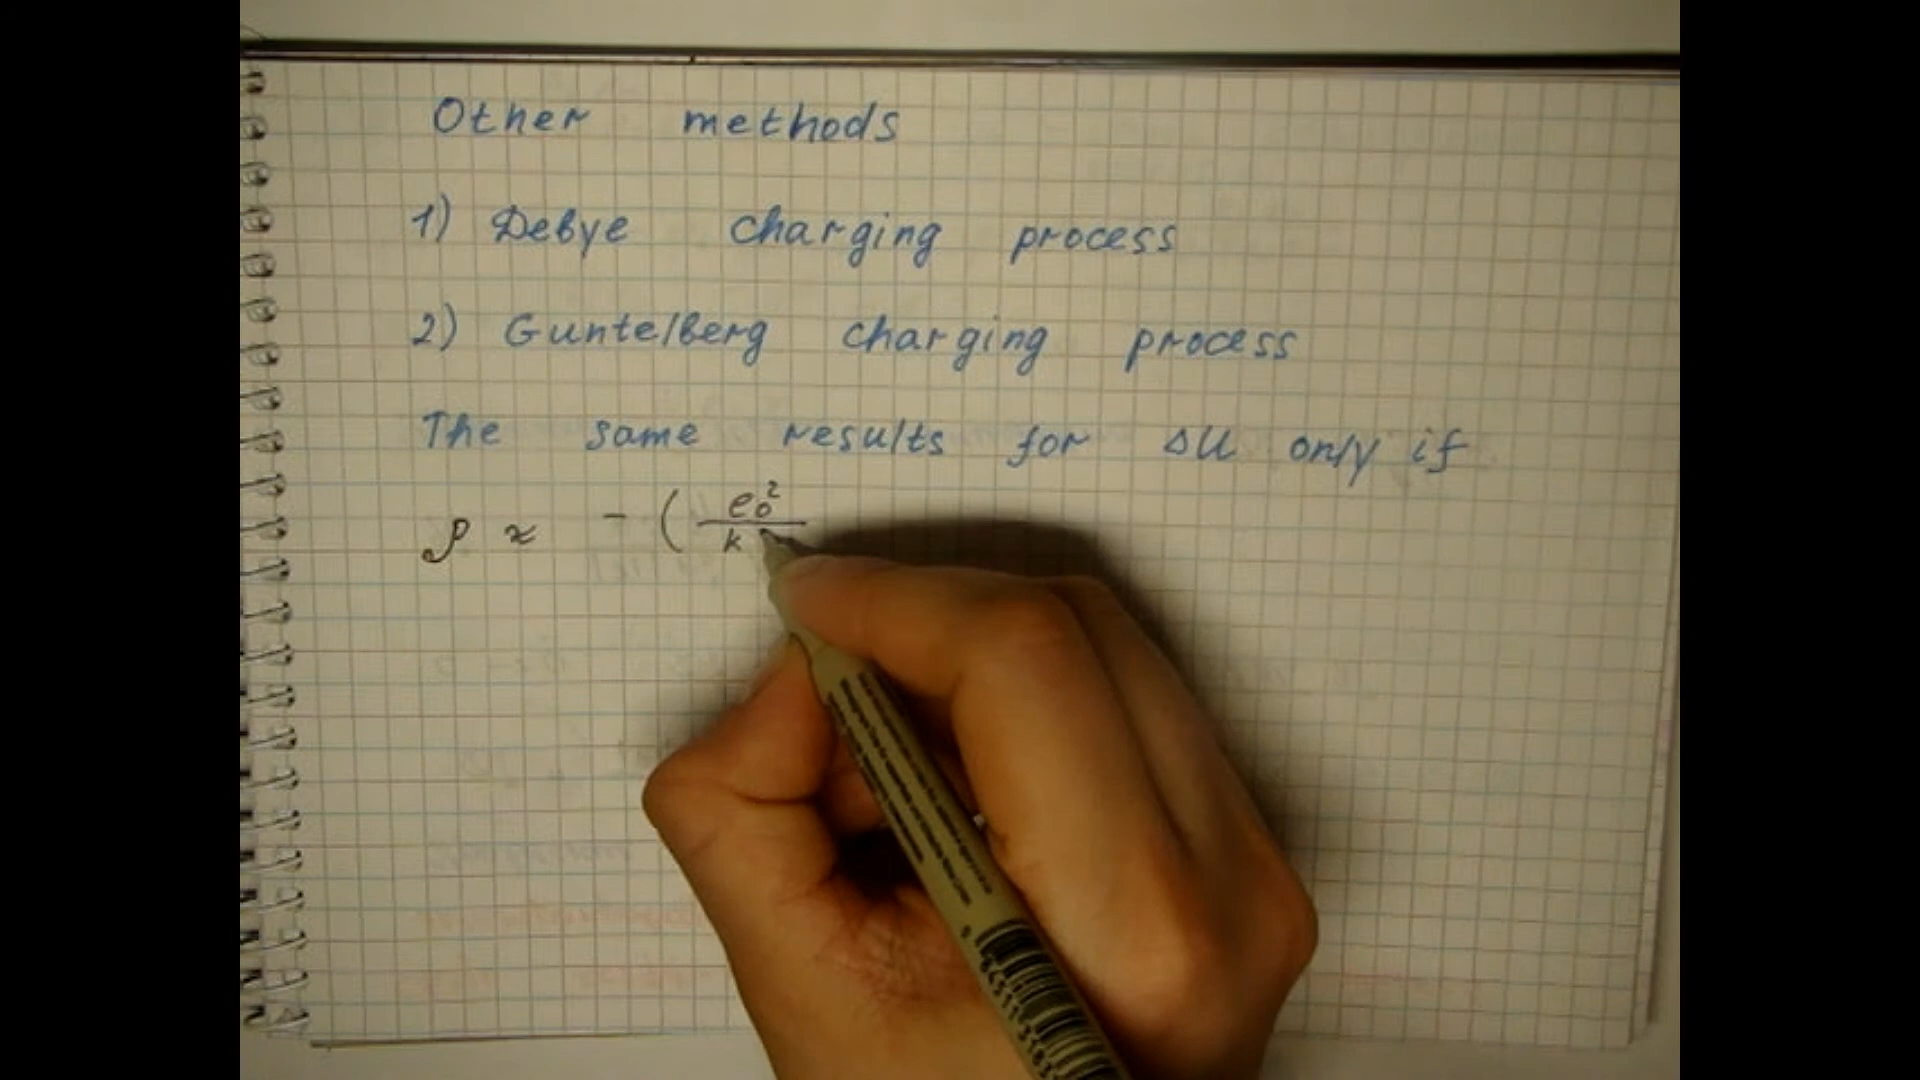 Other methods
1) Debye charging process
2) Guntelberg charging process
The same results for ΔU only if
ρ ≈ - ( e₀² / k